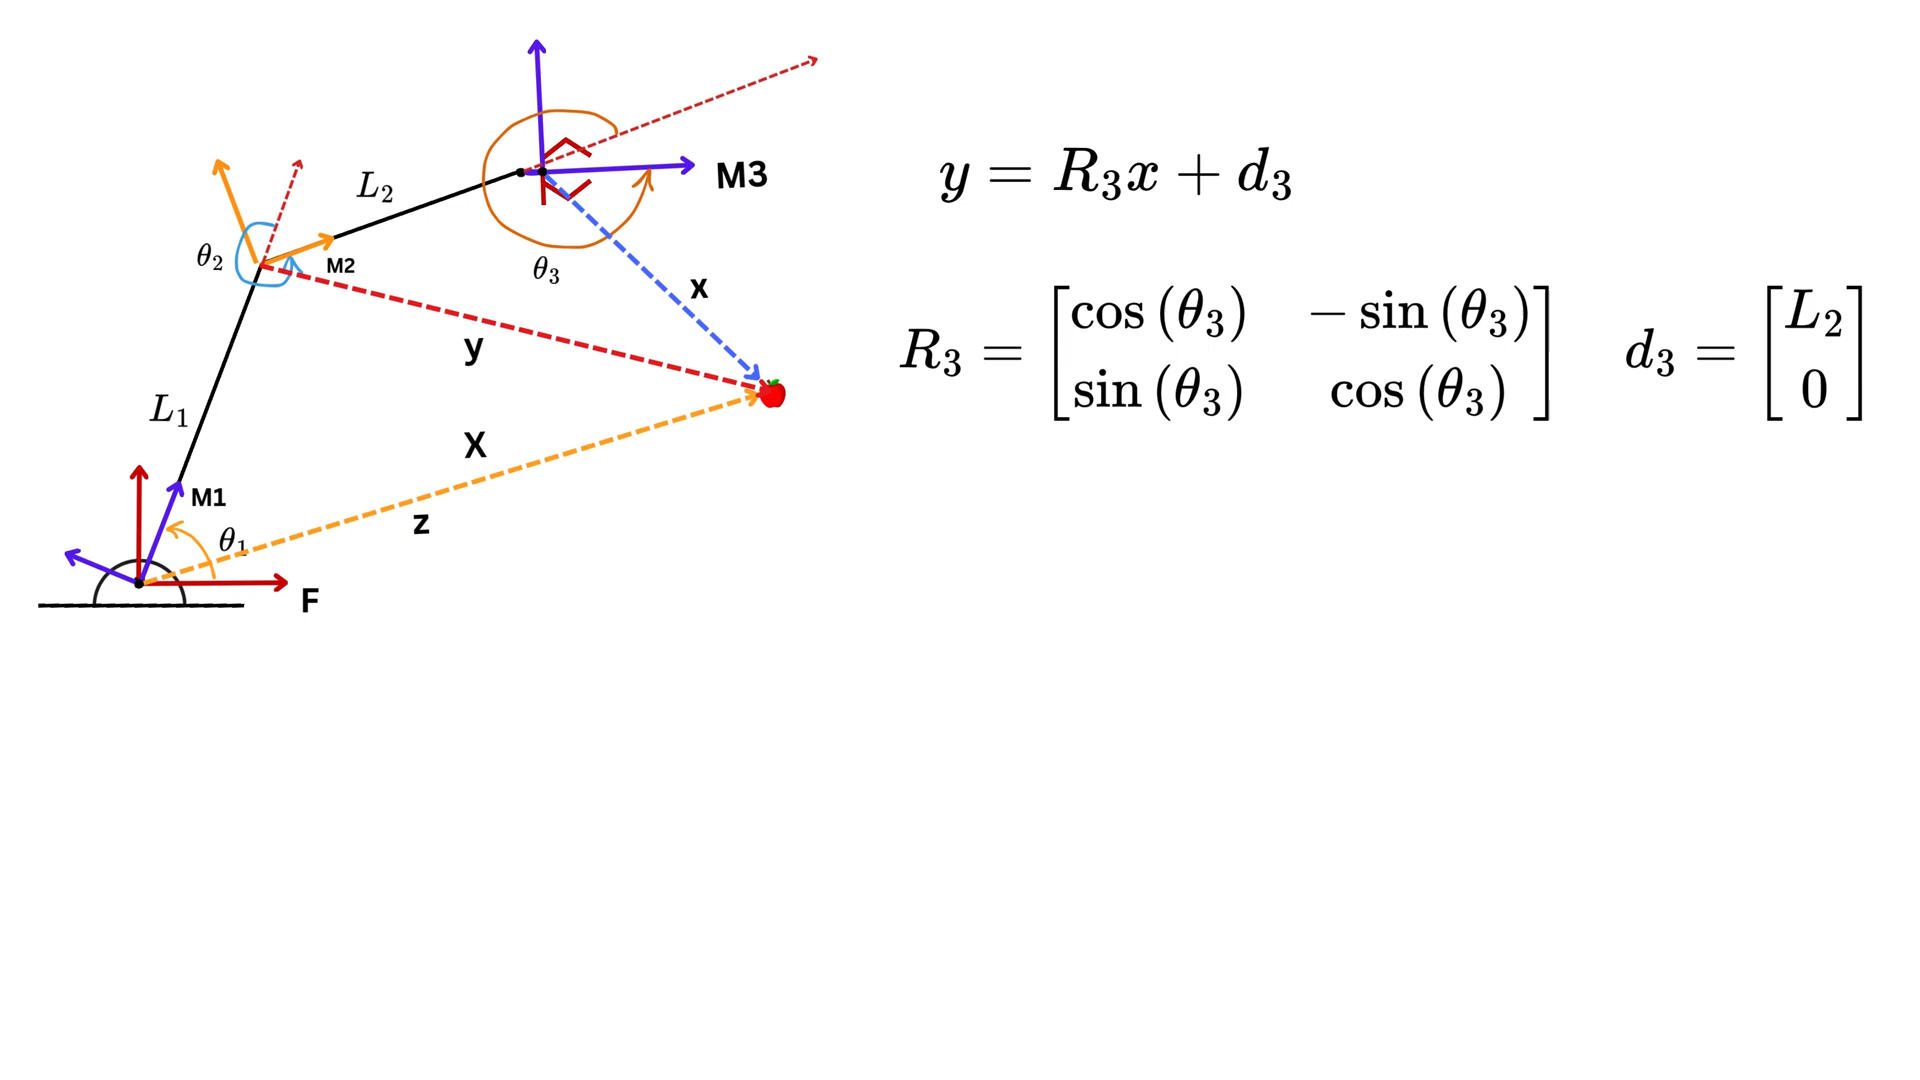 M3
L₂
θ₂
M2
θ₃
x
y
L₁
X
M1
z
θ₁
F
y = R₃x + d₃
R₃ = [cos (θ₃) − sin (θ₃)
sin (θ₃) cos (θ₃)] d₃ = [L₂
0]